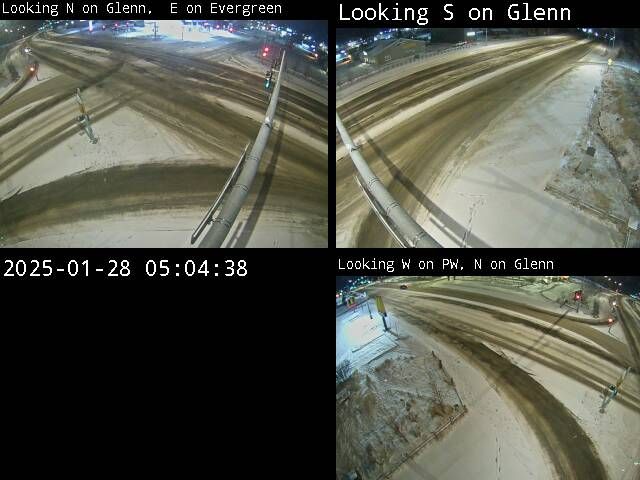 Looking N on Glenn,  E on Evergreen
Looking S on Glenn
2025-01-28 05:04:38
Looking W on PW, N on Glenn